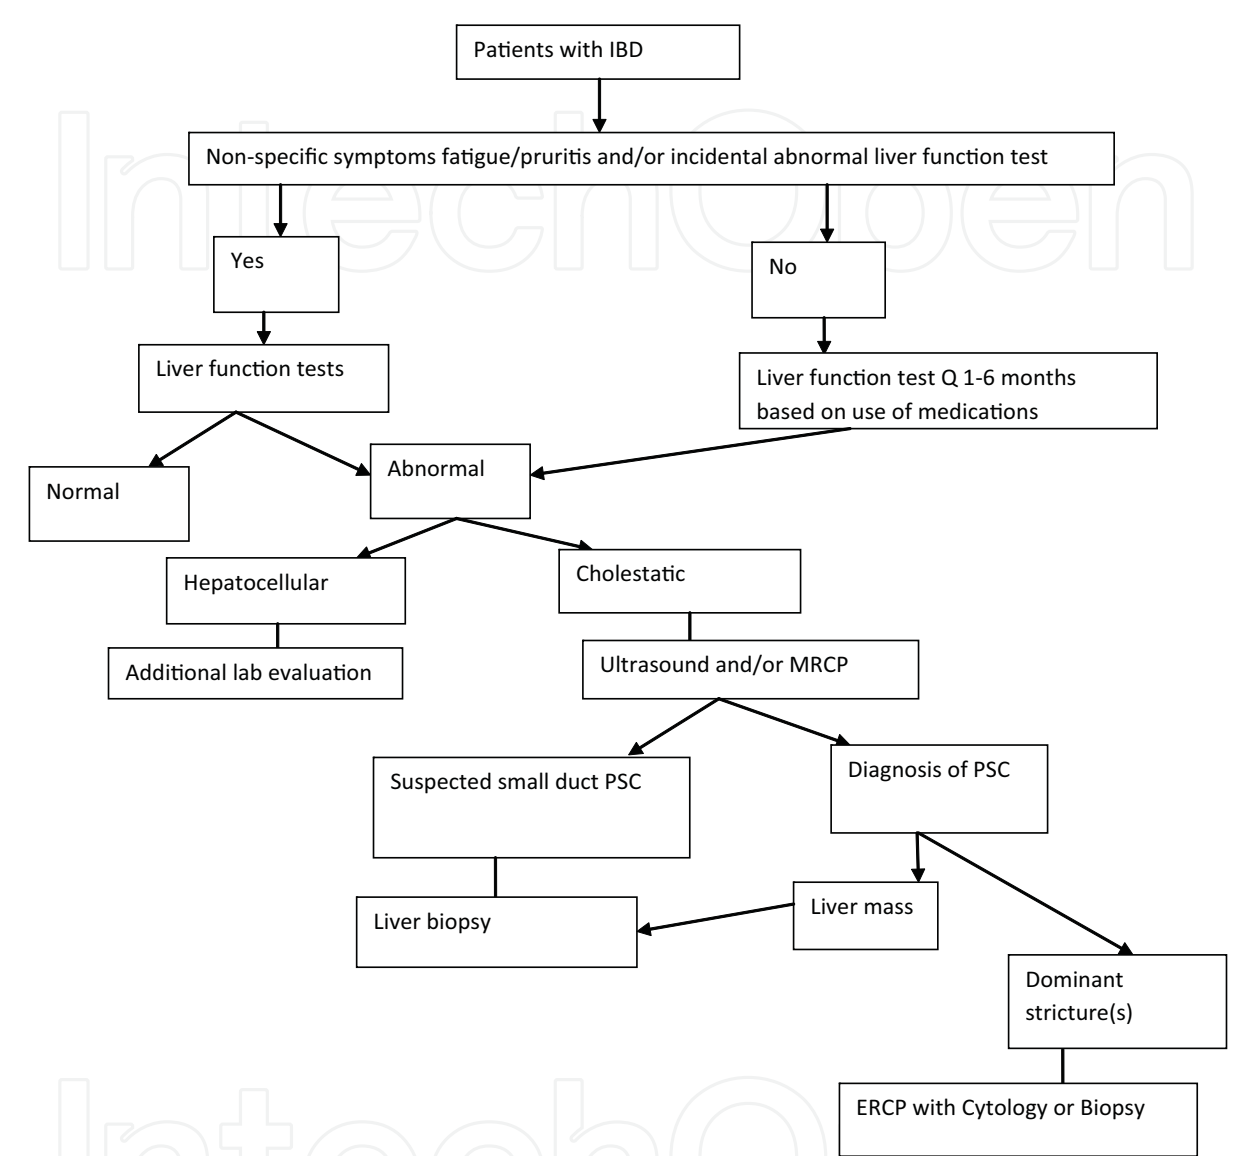 Patients with IBD
Non-specific symptoms fatigue/pruritis and/or incidental abnormal liver function test
Yes
No
Liver function tests
Liver function test Q 1-6 months
based on use of medications
Normal
Abnormal
Hepatocellular
Cholestatic
Additional lab evaluation
Ultrasound and/or MRCP
Suspected small duct PSC
Diagnosis of PSC
Liver biopsy
Liver mass
Dominant
stricture(s)
ERCP with Cytology or Biopsy
IntechOpen
IntechO